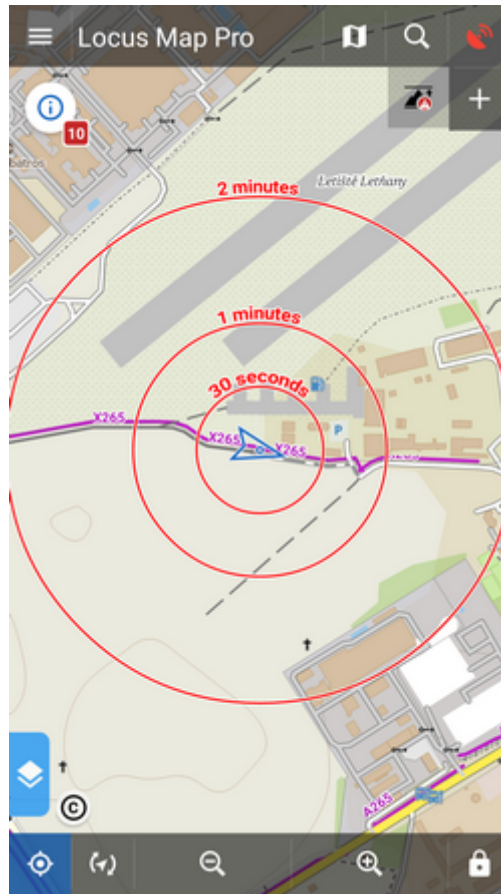 Locus Map Pro
10
2 minutes
Letiště Letňany
1 minutes
30 seconds
X265
X265
X265
P
A265
©